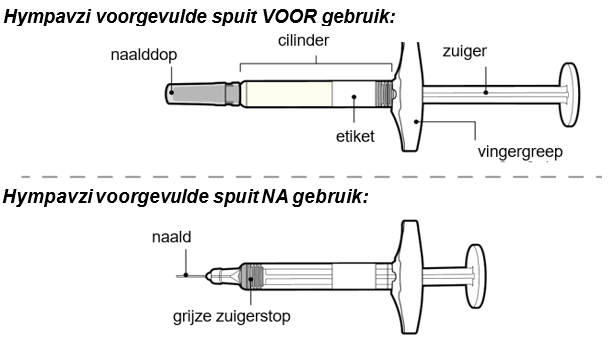 Hympavzi voorgevulde spuit VOOR gebruik:
cilinder
naalddop
zuiger
etiket
vingergreep
Hympavzi voorgevulde spuit NA gebruik:
naald
grijze zuigerstop